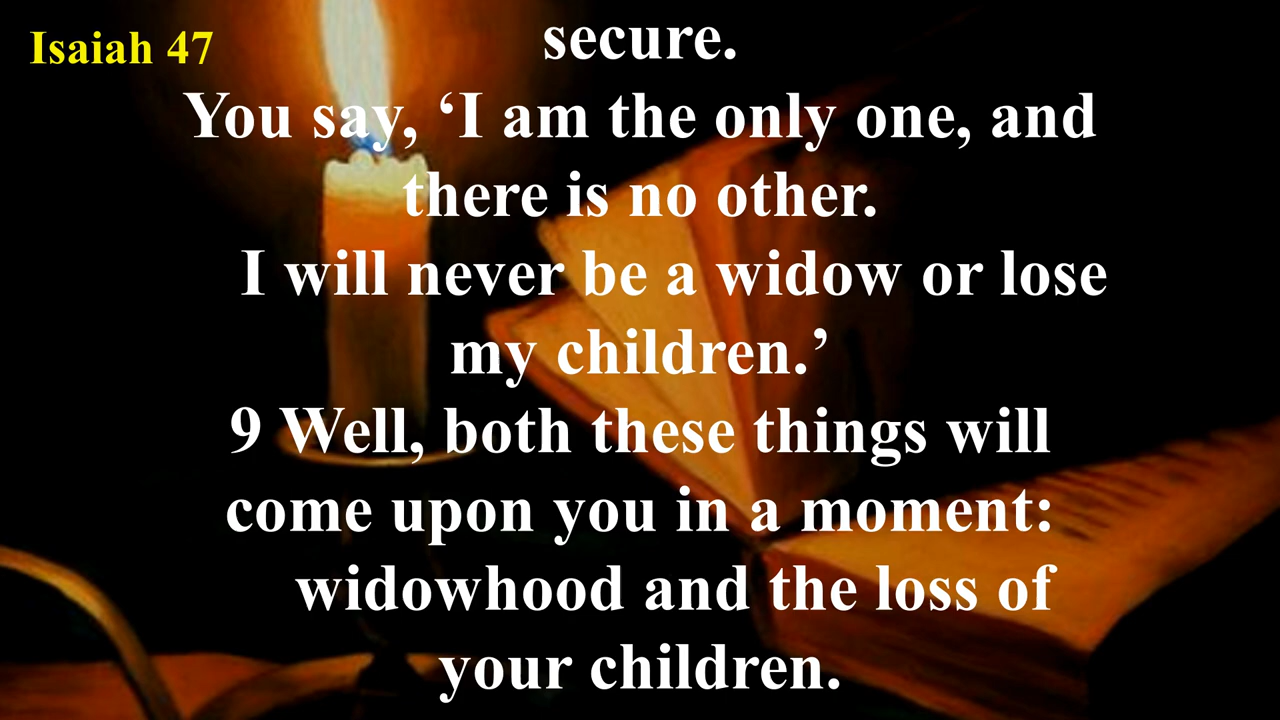 Isaiah 47
secure.
You say, ‘I am the only one, and
there is no other.
I will never be a widow or lose
my children.’
9 Well, both these things will
come upon you in a moment:
widowhood and the loss of
your children.